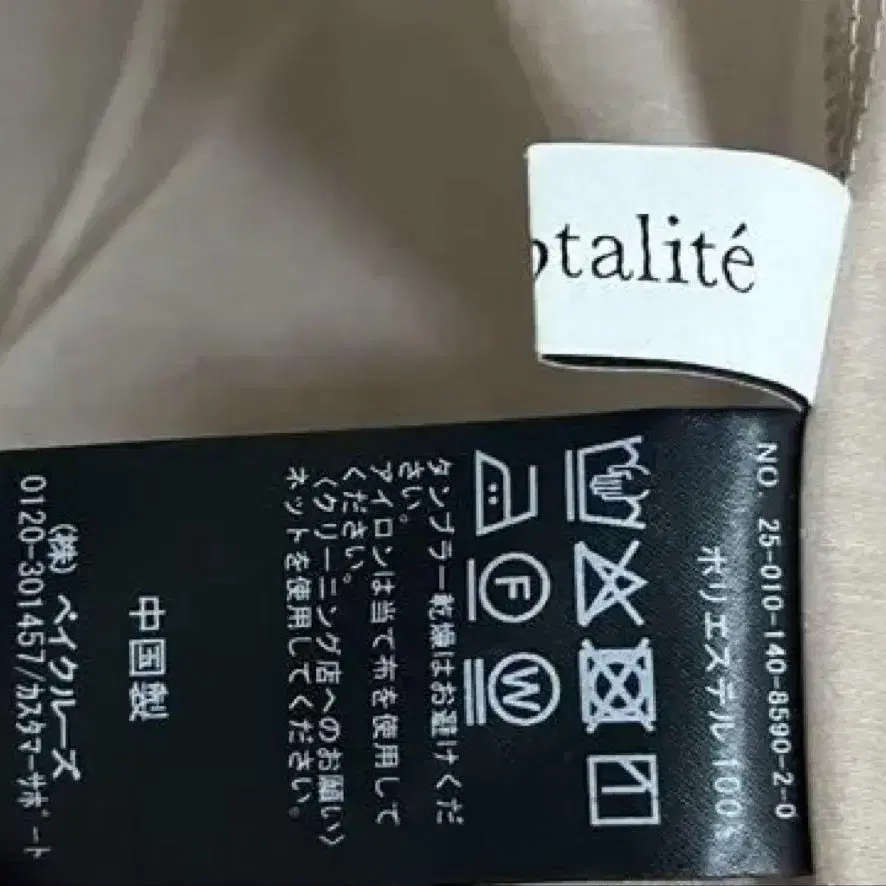 otalité
NO. 25-010-140-8590-2-0
ポリエステル100%
タンブラー乾燥はお避けくだ
さい。
アイロンは当て布を使用して
ください。
〈クリーニング店へのお願い〉
ネットを使用してください。
中国製
(株)ベイクルーズ
0120-301457/カスタマーサポート